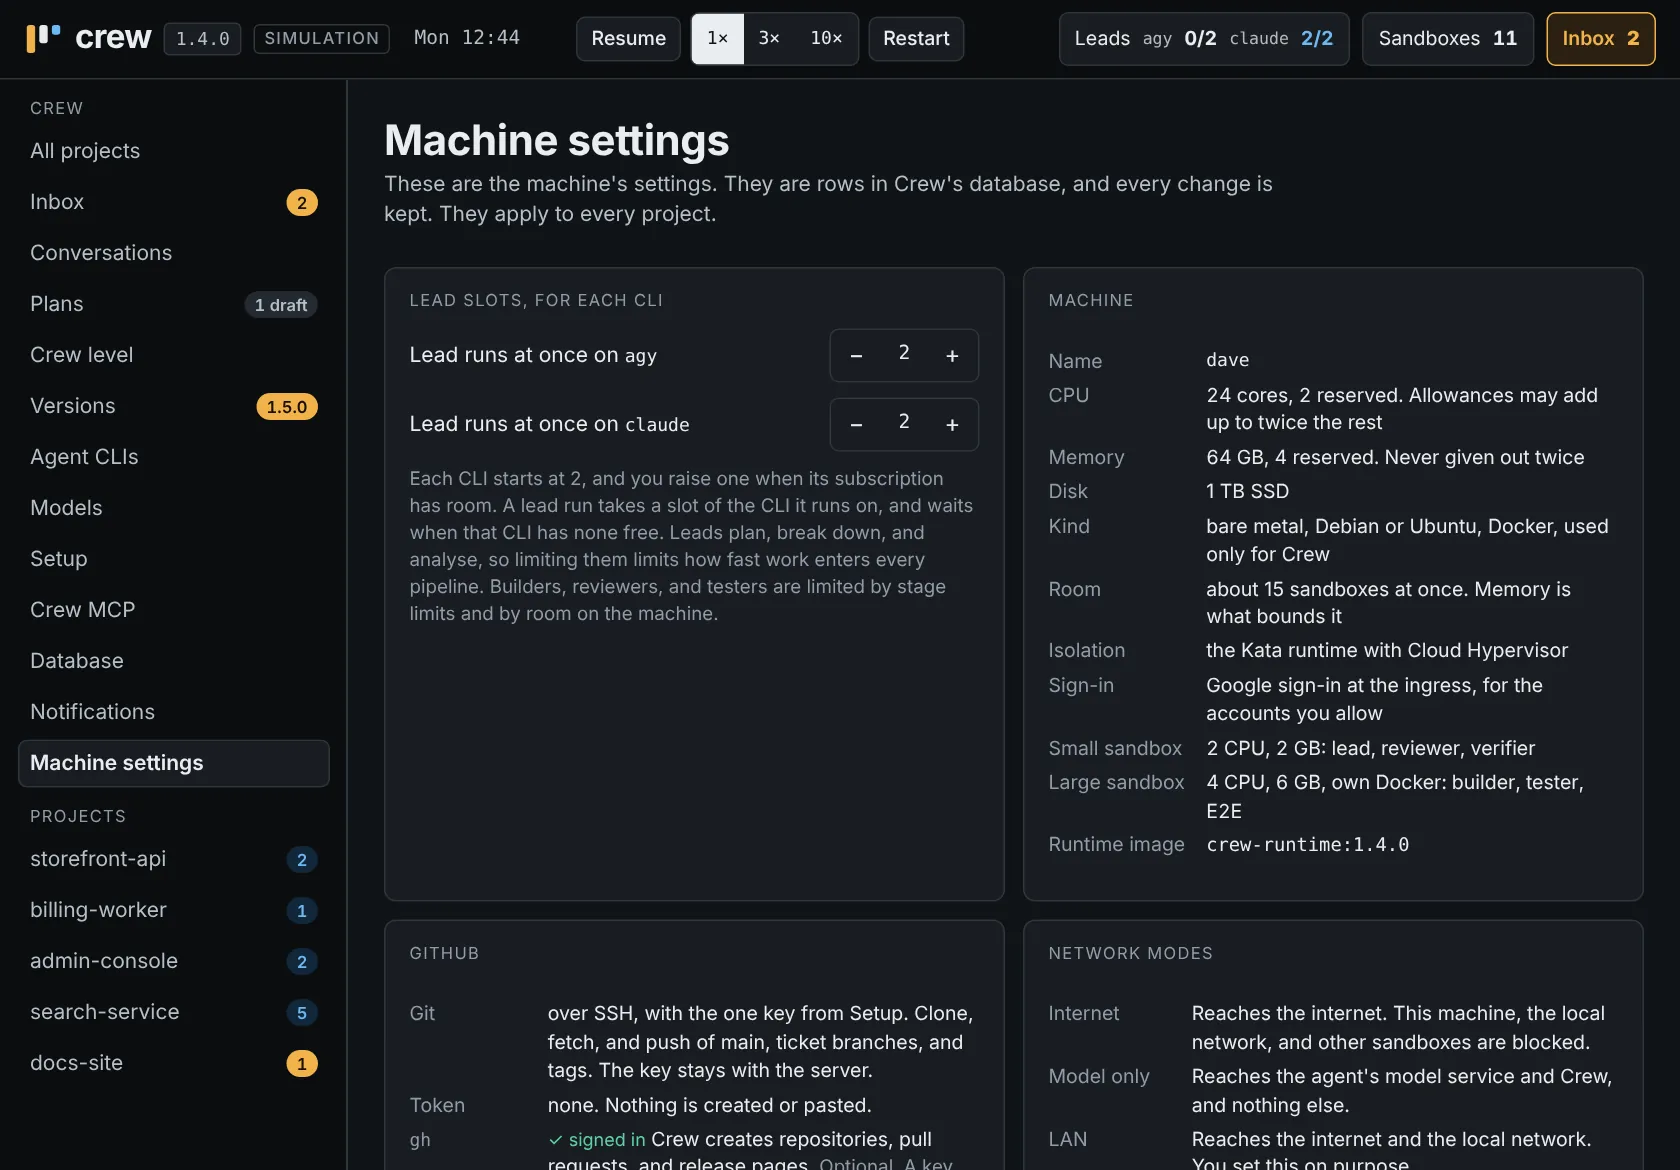 crew 1.4.0 SIMULATION Mon 12:44 Resume 1× 3× 10× Restart Leads agy 0/2 claude 2/2 Sandboxes 11 Inbox 2
CREW
All projects
Inbox 2
Conversations
Plans 1 draft
Crew level
Versions 1.5.0
Agent CLIs
Models
Setup
Crew MCP
Database
Notifications
Machine settings
PROJECTS
storefront-api 2
billing-worker 1
admin-console 2
search-service 5
docs-site 1
Machine settings
These are the machine's settings. They are rows in Crew's database, and every change is
kept. They apply to every project.
LEAD SLOTS, FOR EACH CLI
Lead runs at once on agy − 2 +
Lead runs at once on claude − 2 +
Each CLI starts at 2, and you raise one when its subscription
has room. A lead run takes a slot of the CLI it runs on, and waits
when that CLI has none free. Leads plan, break down, and
analyse, so limiting them limits how fast work enters every
pipeline. Builders, reviewers, and testers are limited by stage
limits and by room on the machine.
MACHINE
Name dave
CPU 24 cores, 2 reserved. Allowances may add
up to twice the rest
Memory 64 GB, 4 reserved. Never given out twice
Disk 1 TB SSD
Kind bare metal, Debian or Ubuntu, Docker, used
only for Crew
Room about 15 sandboxes at once. Memory is
what bounds it
Isolation the Kata runtime with Cloud Hypervisor
Sign-in Google sign-in at the ingress, for the
accounts you allow
Small sandbox 2 CPU, 2 GB: lead, reviewer, verifier
Large sandbox 4 CPU, 6 GB, own Docker: builder, tester,
E2E
Runtime image crew-runtime:1.4.0
GITHUB
Git over SSH, with the one key from Setup. Clone,
fetch, and push of main, ticket branches, and
tags. The key stays with the server.
Token none. Nothing is created or pasted.
gh ✓ signed in Crew creates repositories, pull
requests, and release pages. Optional. A key
NETWORK MODES
Internet Reaches the internet. This machine, the local
network, and other sandboxes are blocked.
Model only Reaches the agent's model service and Crew,
and nothing else.
LAN Reaches the internet and the local network.
You set this on purpose.